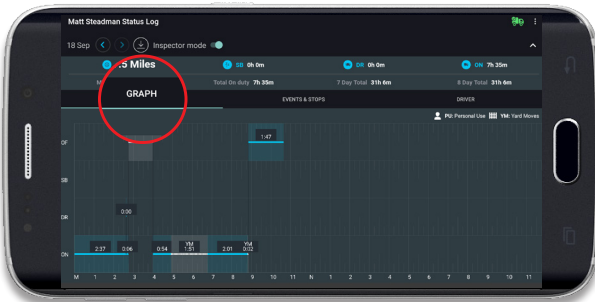 Matt Steadman Status Log
18 Sep Inspector mode
.5 Miles
SB 0h 0m
DR 0h 0m
ON 7h 35m
Total On duty 7h 35m
7 Day Total 31h 6m
8 Day Total 31h 6m
GRAPH
EVENTS & STOPS
DRIVER
PU: Personal Use YM: Yard Moves
OF
1:47
SB
DR
0:00
ON
2:37 0:06 0:54 YM 1:51 2:01 YM 0:02
M 1 2 3 4 5 6 7 8 9 10 11 N 1 2 3 4 5 6 7 8 9 10 11